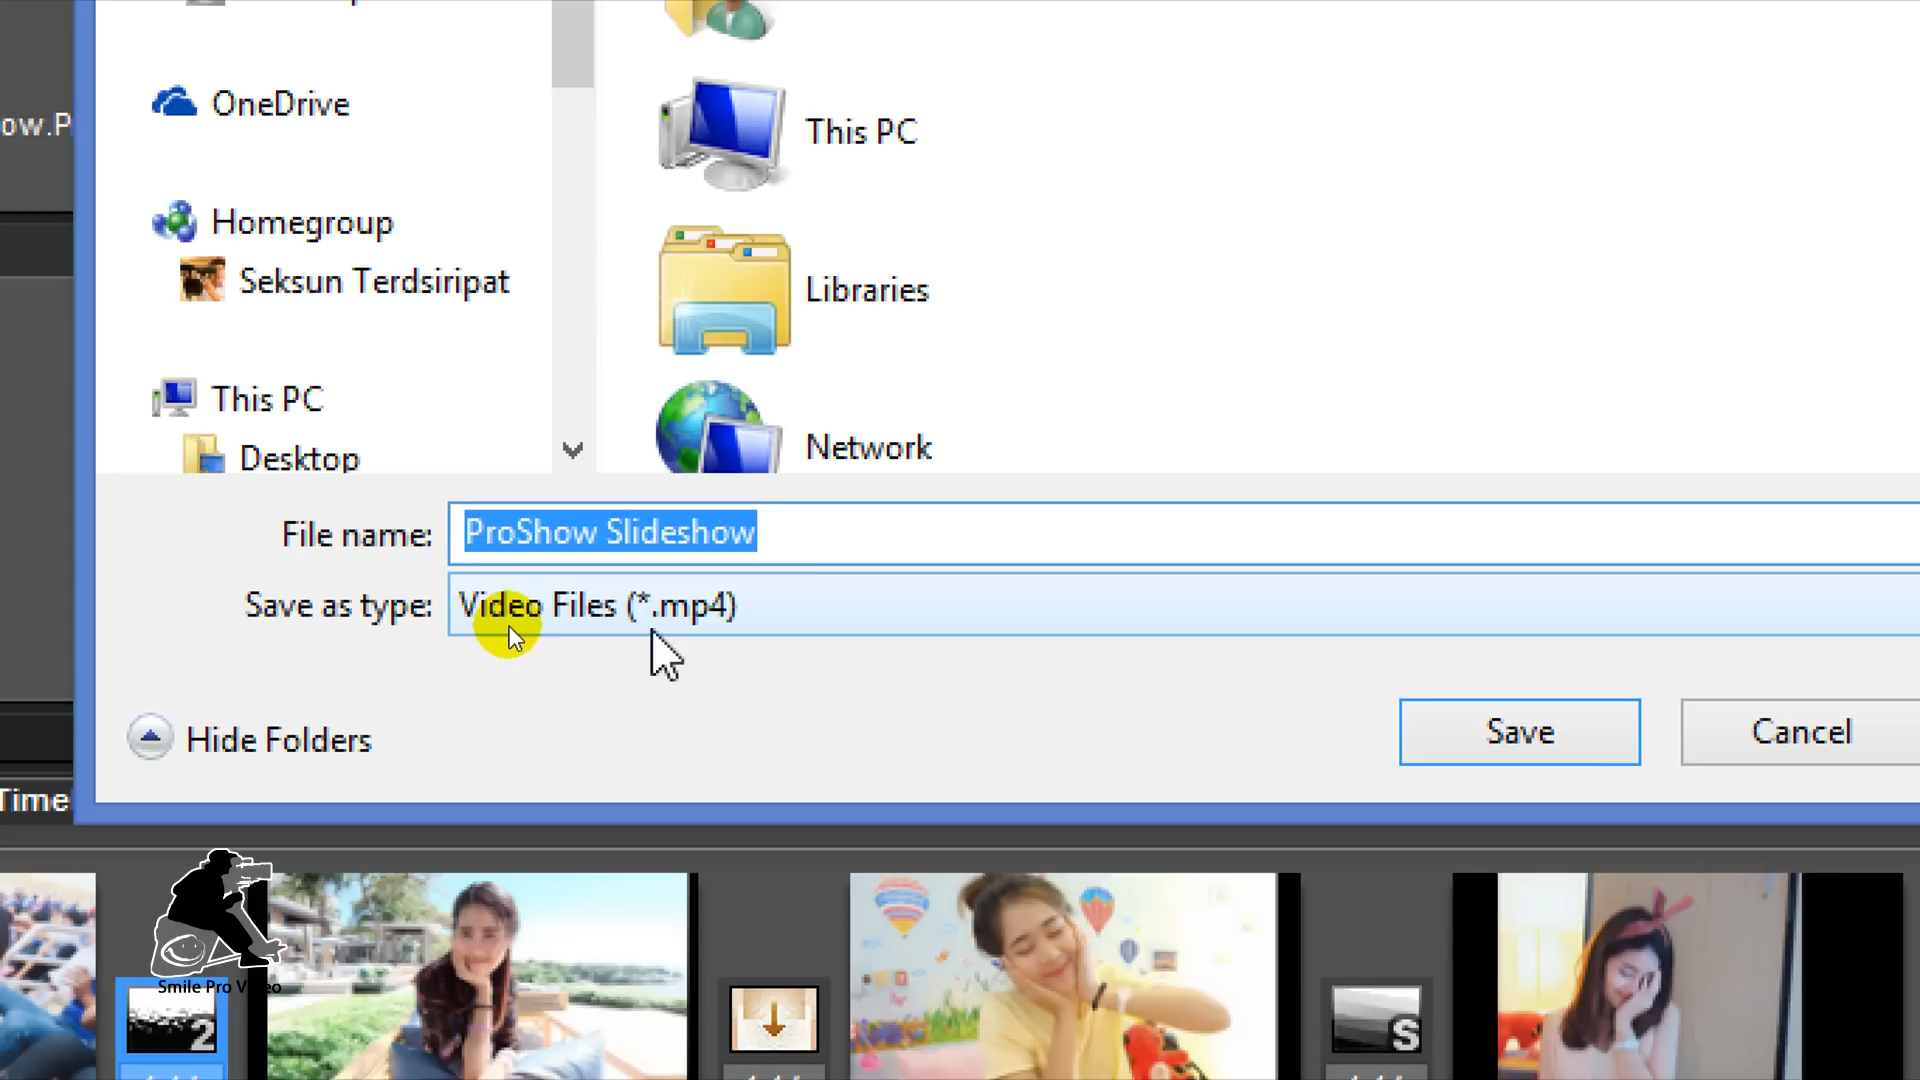 OneDrive
ow.P
This PC
Homegroup
Seksun Terdsiripat
Libraries
This PC
Network
Desktop
File name: ProShow Slideshow
Save as type: Video Files (*.mp4)
Hide Folders
Save
Cancel
Time
Smile Pro Video
2
S